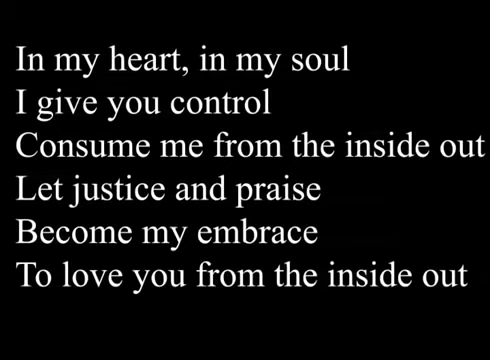 In my heart, in my soul
I give you control
Consume me from the inside out
Let justice and praise
Become my embrace
To love you from the inside out